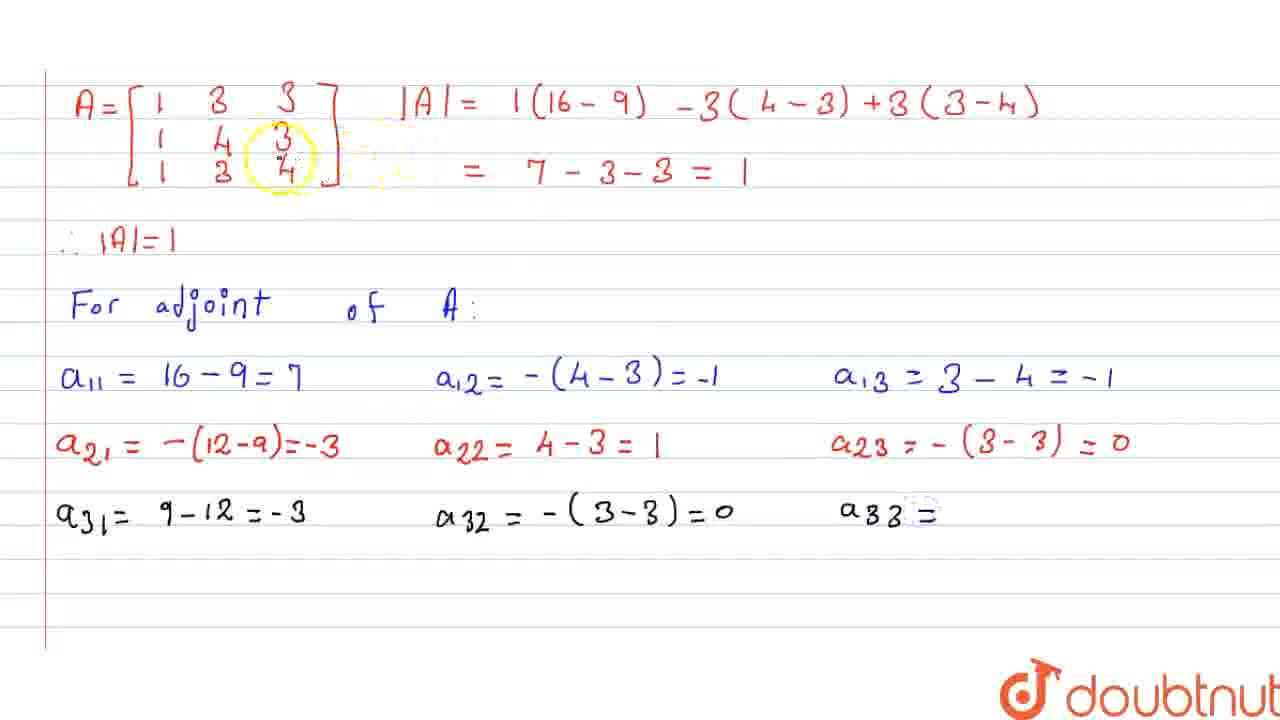 A = [ 1 3 3 |A| = 1(16 - 9) - 3(4 - 3) + 3(3 - 4)
1 4 3
1 3 4 ] = 7 - 3 - 3 = 1
∴ |A| = 1
For adjoint of A :
a11 = 16 - 9 = 7 a12 = -(4 - 3) = -1 a13 = 3 - 4 = -1
a21 = -(12 - 9) = -3 a22 = 4 - 3 = 1 a23 = -(3 - 3) = 0
a31 = 9 - 12 = -3 a32 = -(3 - 3) = 0 a33 =
doubtnut